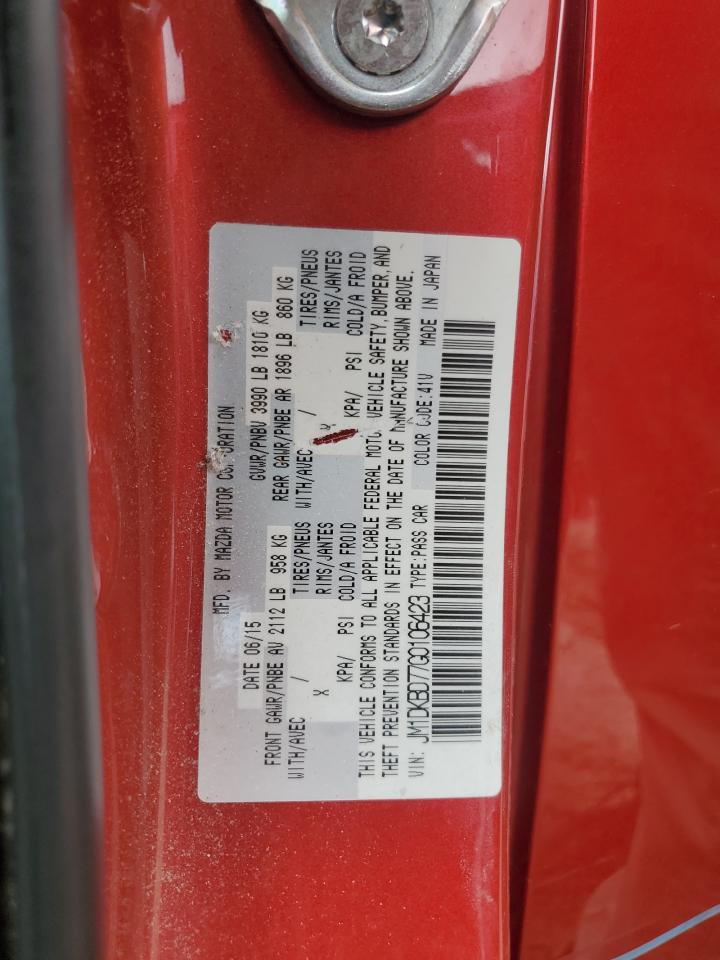 MFD. BY MAZDA MOTOR CORPORATION
DATE 06/15 GVWR/PNBV 3990 LB 1810 KG
FRONT GAWR/PNBE AV 2112 LB 958 KG REAR GAWR/PNBE AR 1896 LB 860 KG
WITH/AVEC / TIRES/PNEUS WITH/AVEC / TIRES/PNEUS
X RIMS/JANTES X RIMS/JANTES
KPA/ PSI COLD/A FROID KPA/ PSI COLD/A FROID
THIS VEHICLE CONFORMS TO ALL APPLICABLE FEDERAL MOTOR VEHICLE SAFETY, BUMPER, AND
THEFT PREVENTION STANDARDS IN EFFECT ON THE DATE OF MANUFACTURE SHOWN ABOVE.
VIN: JM1DKBD77G0106423 TYPE:PASS CAR COLOR CODE:41V MADE IN JAPAN